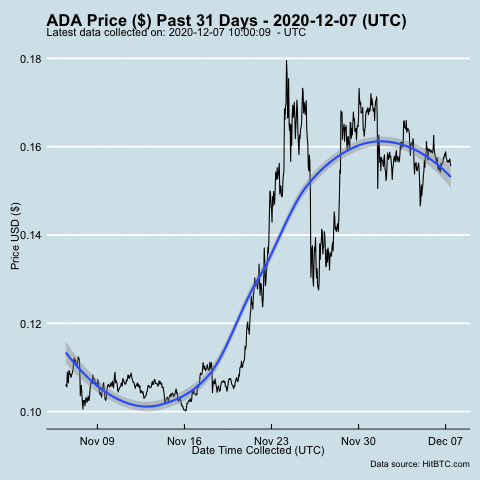 ADA Price ($) Past 31 Days - 2020-12-07 (UTC)
Latest data collected on: 2020-12-07 10:00:09 - UTC
0.18
0.16
0.14
0.12
0.10
Price USD ($)
Nov 09
Nov 16
Nov 23
Nov 30
Dec 07
Date Time Collected (UTC)
Data source: HitBTC.com